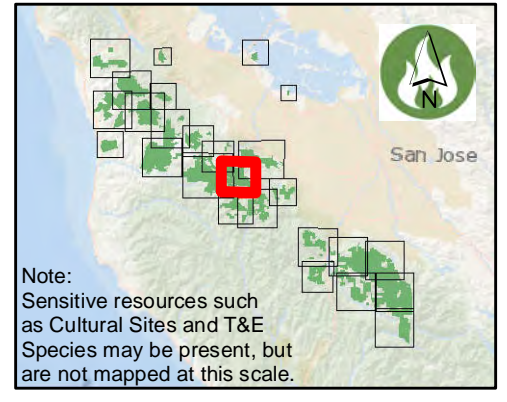 N
San Jose
Note:
Sensitive resources such
as Cultural Sites and T&E
Species may be present, but
are not mapped at this scale.